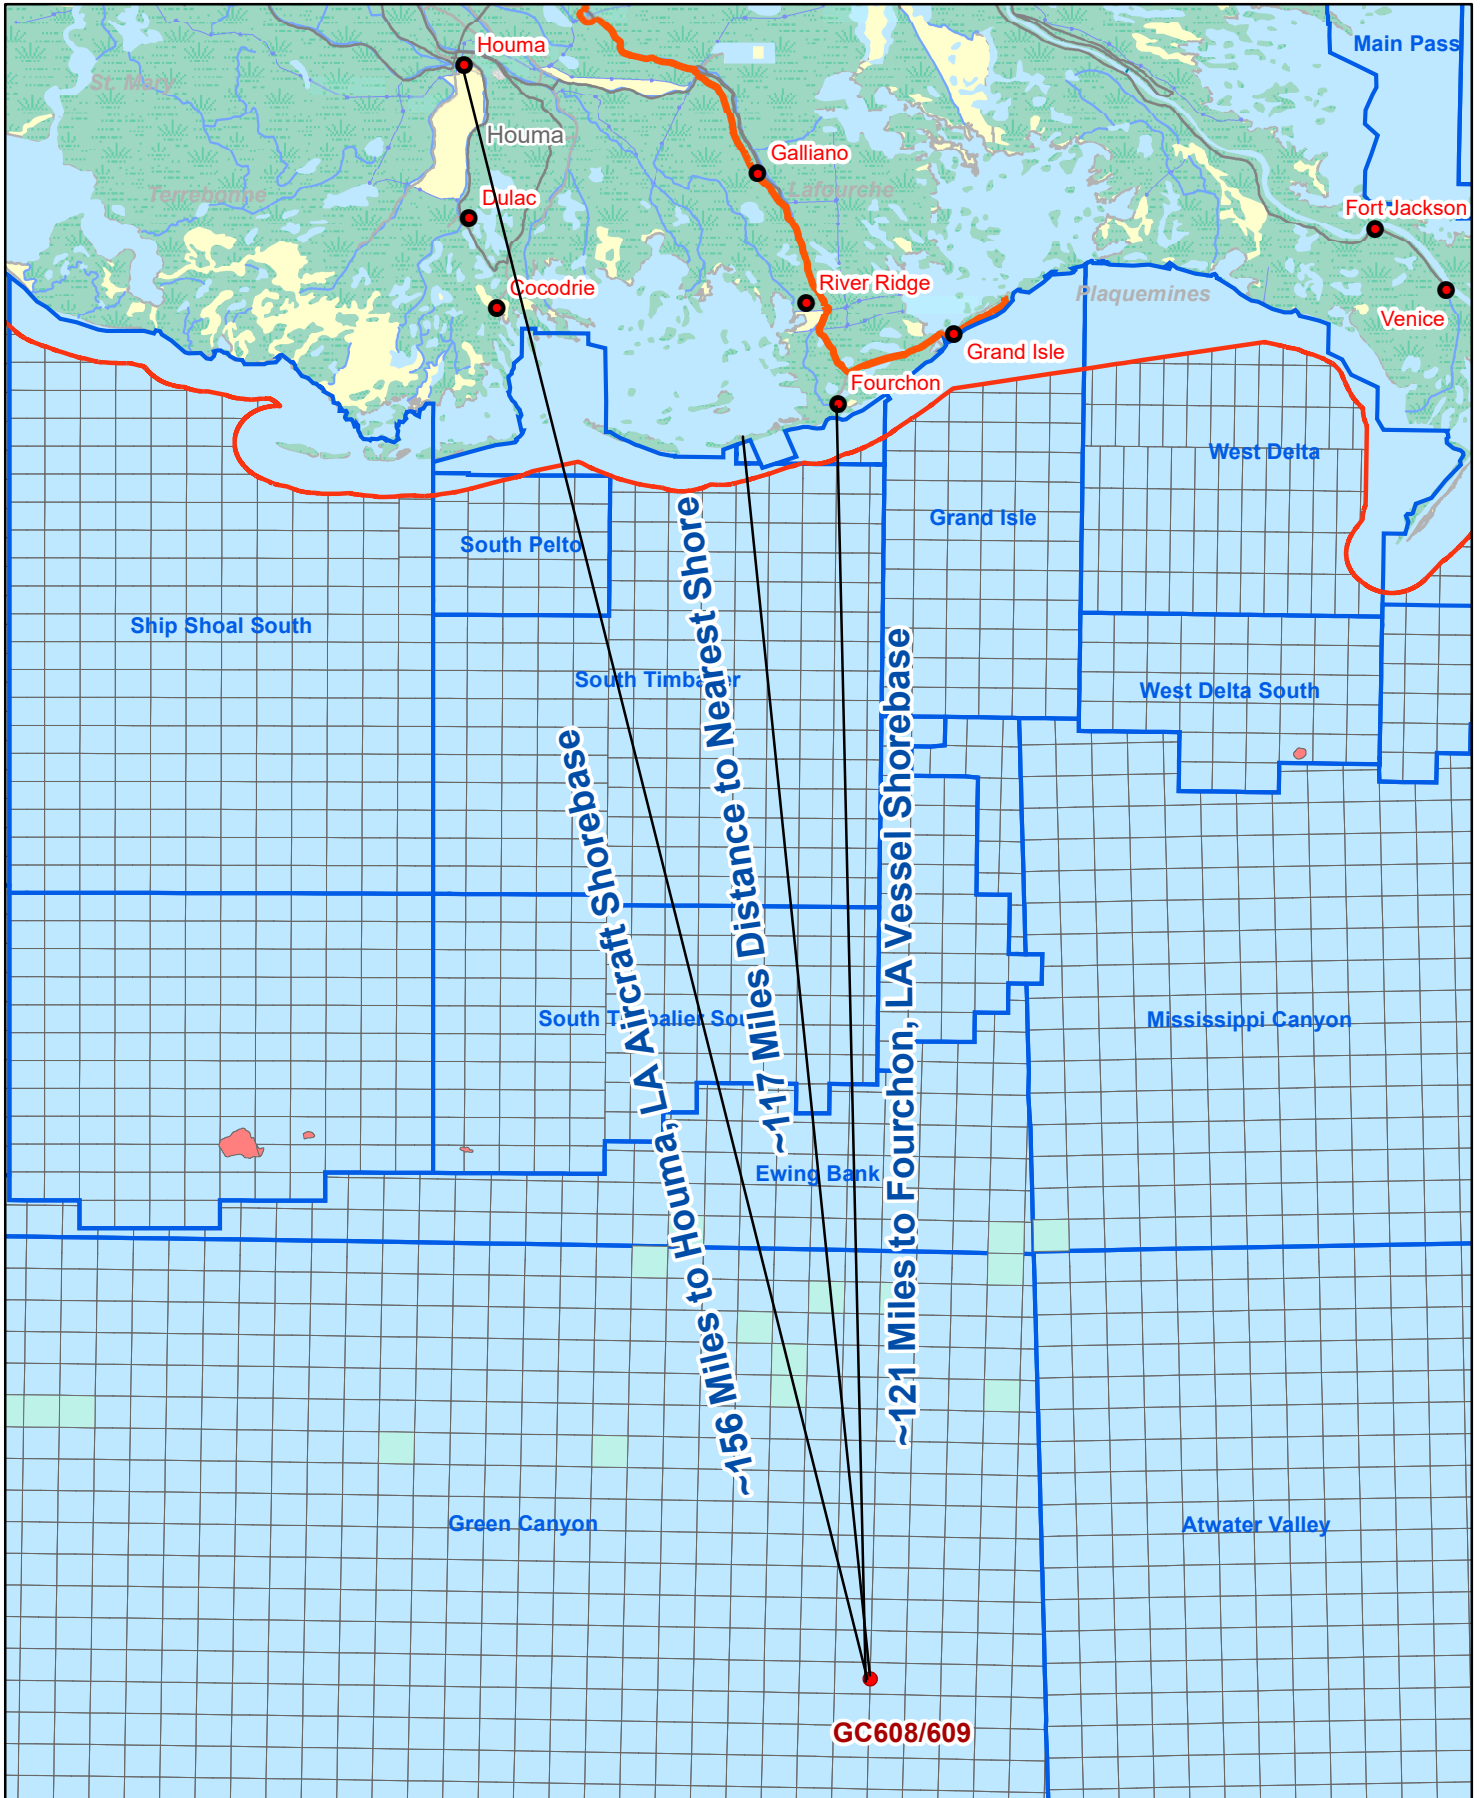 Main Pass
Houma
St. Mary
Houma
Galliano
Lafourche
Terrebonne
Dulac
Fort Jackson
Cocodrie
River Ridge
Plaquemines
Venice
Grand Isle
Fourchon
West Delta
Grand Isle
South Pelto
Ship Shoal South
South Timbalier
West Delta South
~156 Miles to Houma, LA Aircraft Shorebase
~117 Miles Distance to Nearest Shore
~121 Miles to Fourchon, LA Vessel Shorebase
South Timbalier Sou
Mississippi Canyon
Ewing Bank
Green Canyon
Atwater Valley
GC608/609